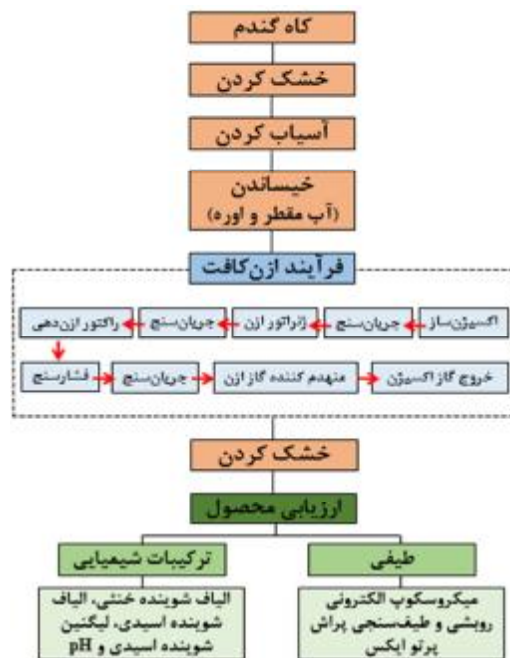 کاه گندم
خشک کردن
آسیاب کردن
خیساندن
(آب مقطر و اوره)
فرآیند ازن‌کافت
اکسیژن‌ساز
جریان‌سنج
ژنراتور ازن
جریان‌سنج
راکتور ازن‌دهی
فشارسنج
جریان‌سنج
منهدم کننده گاز ازن
خروج گاز اکسیژن
خشک کردن
ارزیابی محصول
طیفی
میکروسکوپ الکترونی
روبشی و طیف‌سنجی پراش
پرتو ایکس
ترکیبات شیمیایی
الیاف شوینده خنثی، الیاف
شوینده اسیدی، لیگنین
شوینده اسیدی و pH